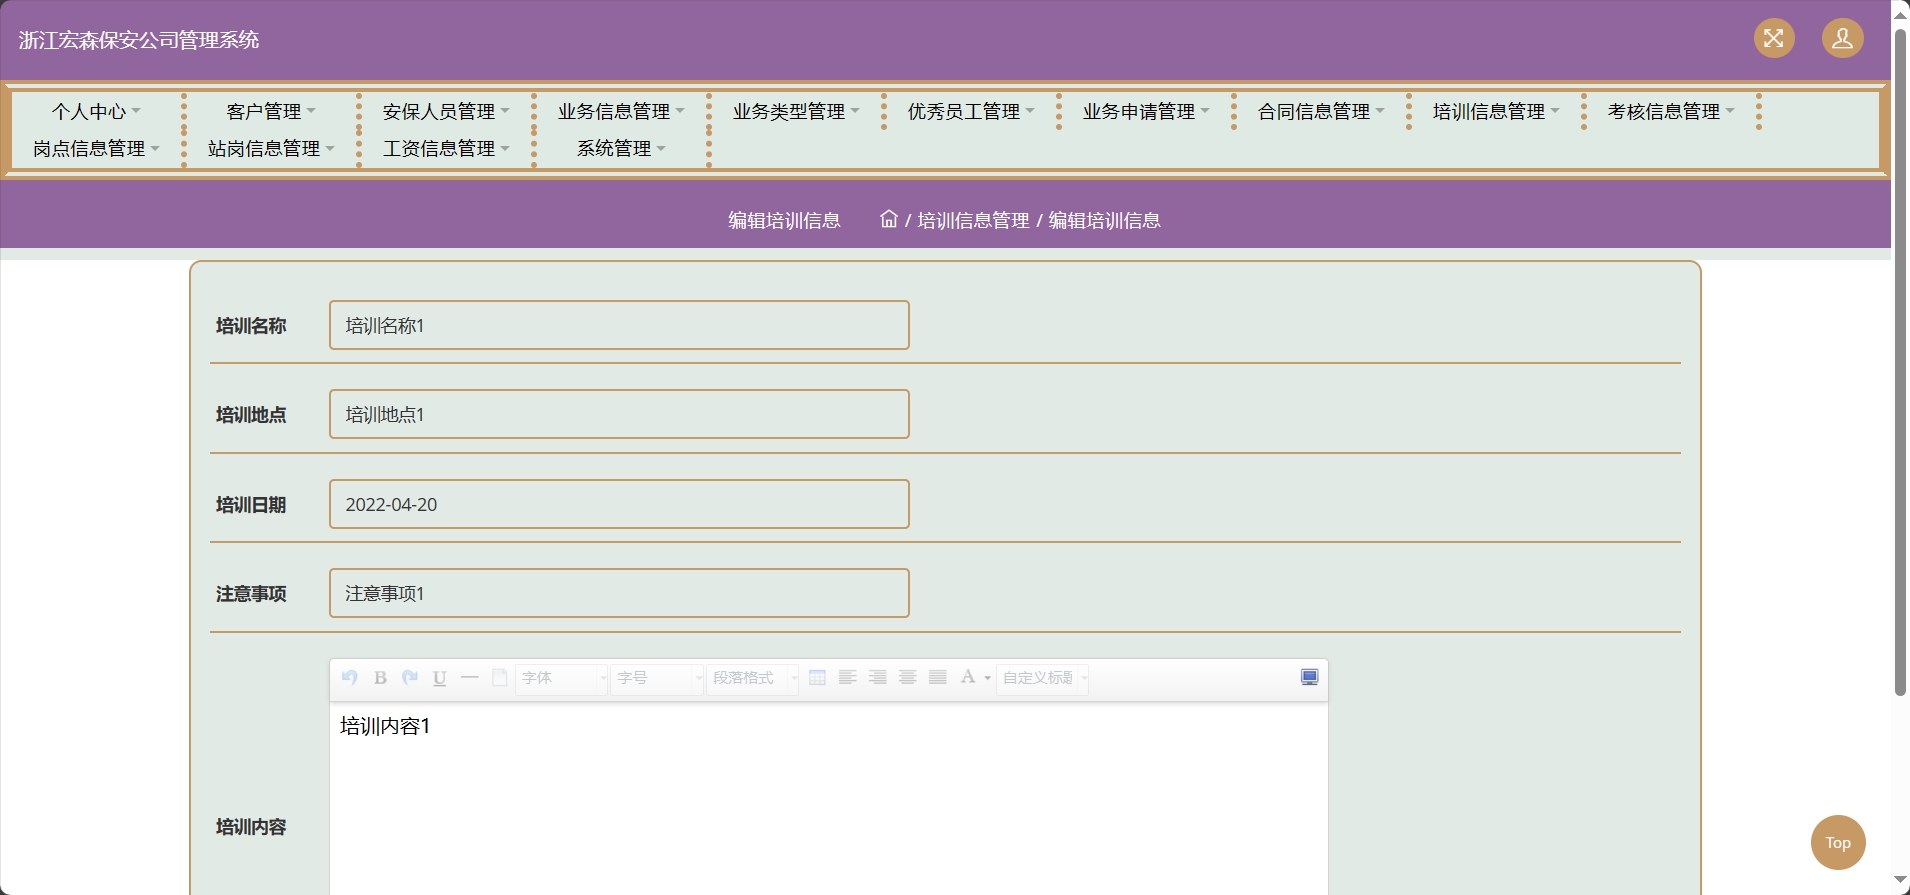 浙江宏森保安公司管理系统
个人中心 客户管理 安保人员管理 业务信息管理 业务类型管理 优秀员工管理 业务申请管理 合同信息管理 培训信息管理 考核信息管理
岗点信息管理 站岗信息管理 工资信息管理 系统管理
编辑培训信息 / 培训信息管理 / 编辑培训信息
培训名称 培训名称1
培训地点 培训地点1
培训日期 2022-04-20
注意事项 注意事项1
B U 字体 字号 段落格式 A 自定义标题
培训内容1
培训内容
Top